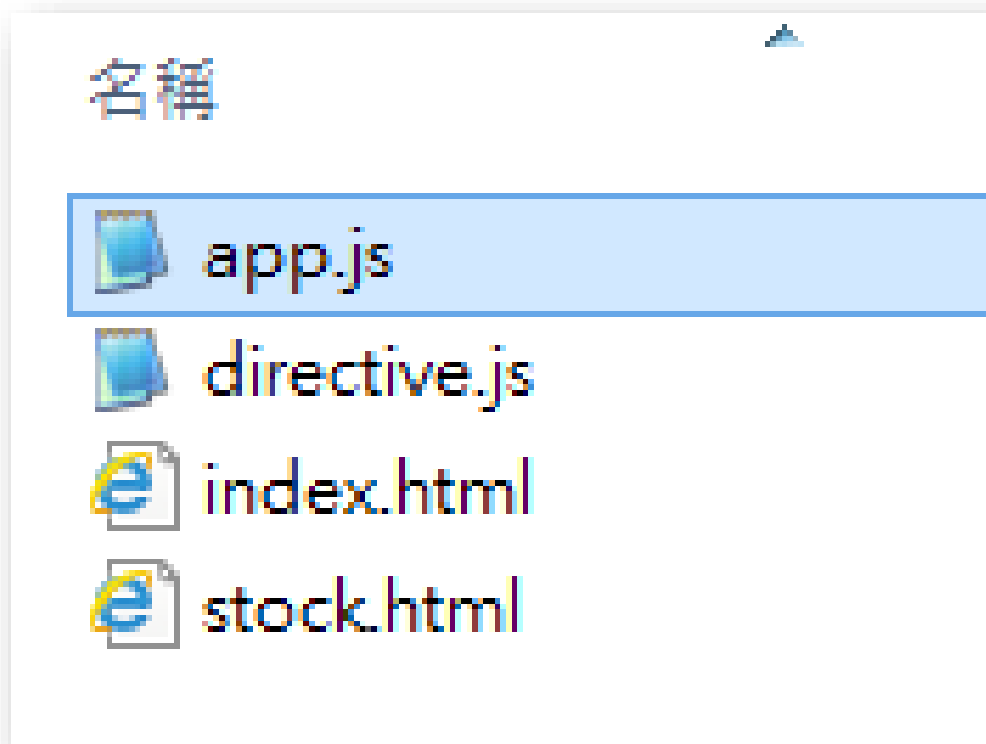 名稱
app.js
directive.js
index.html
stock.html